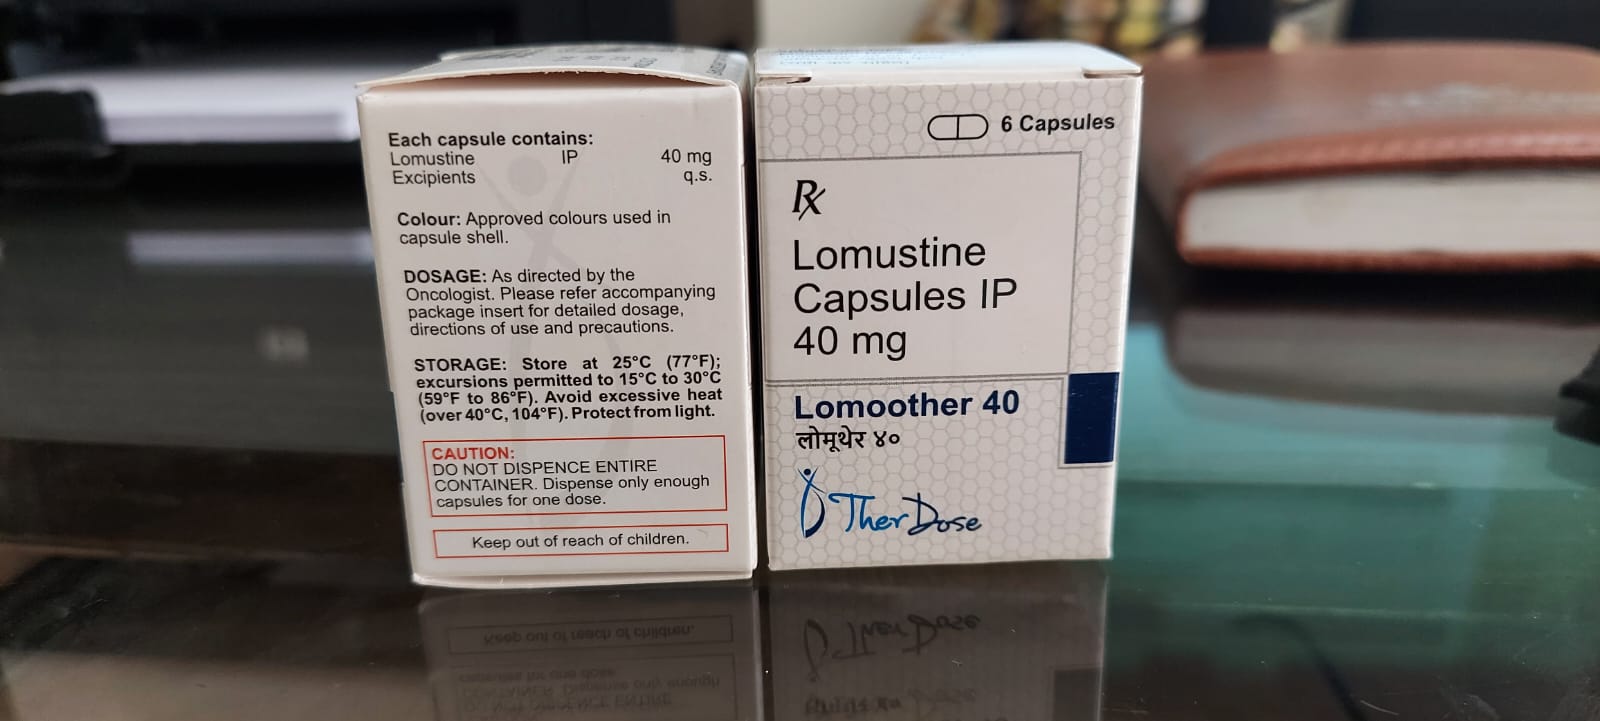 Each capsule contains:
Lomustine IP 40 mg
Excipients q.s.
Colour: Approved colours used in
capsule shell.
DOSAGE: As directed by the
Oncologist. Please refer accompanying
package insert for detailed dosage,
directions of use and precautions.
STORAGE: Store at 25°C (77°F);
excursions permitted to 15°C to 30°C
(59°F to 86°F). Avoid excessive heat
(over 40°C, 104°F). Protect from light.
CAUTION:
DO NOT DISPENCE ENTIRE
CONTAINER. Dispense only enough
capsules for one dose.
Keep out of reach of children.
6 Capsules
Rx
Lomustine
Capsules IP
40 mg
Lomoother 40
लोमूथेर ४०
TherDose